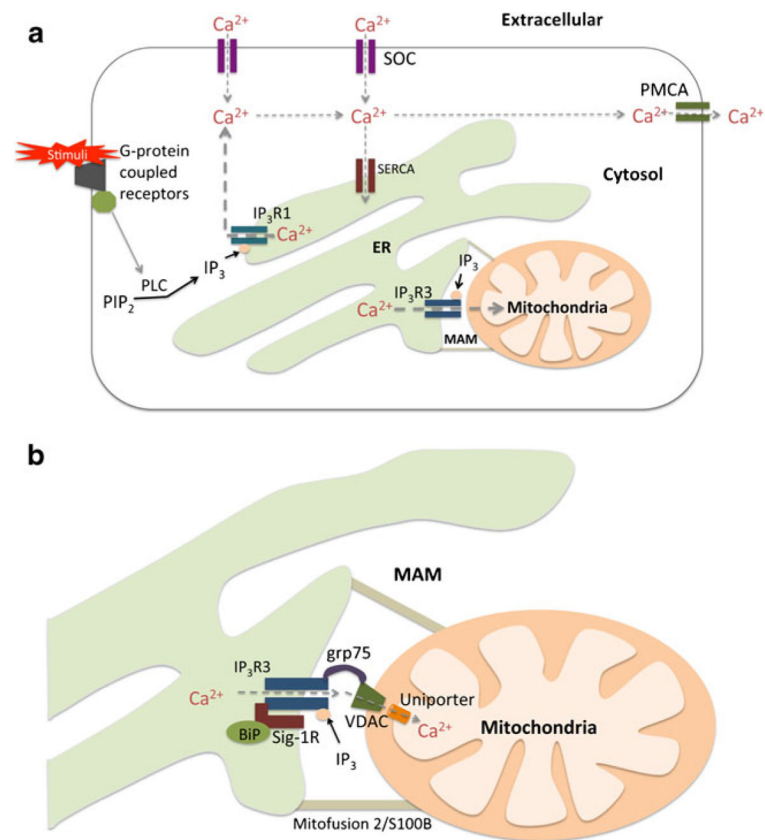 a
Extracellular
Ca²⁺ Ca²⁺
SOC
PMCA
Ca²⁺ Ca²⁺ Ca²⁺ Ca²⁺
Stimuli
G-protein
coupled
receptors
SERCA
Cytosol
IP₃R1
Ca²⁺
ER
IP₃
IP₃
PLC
PIP₂
IP₃R3
Ca²⁺
Mitochondria
MAM
b
MAM
grp75
IP₃R3
Ca²⁺
Uniporter
VDAC
Ca²⁺
Mitochondria
BiP
Sig-1R
IP₃
Mitofusion 2/S100B